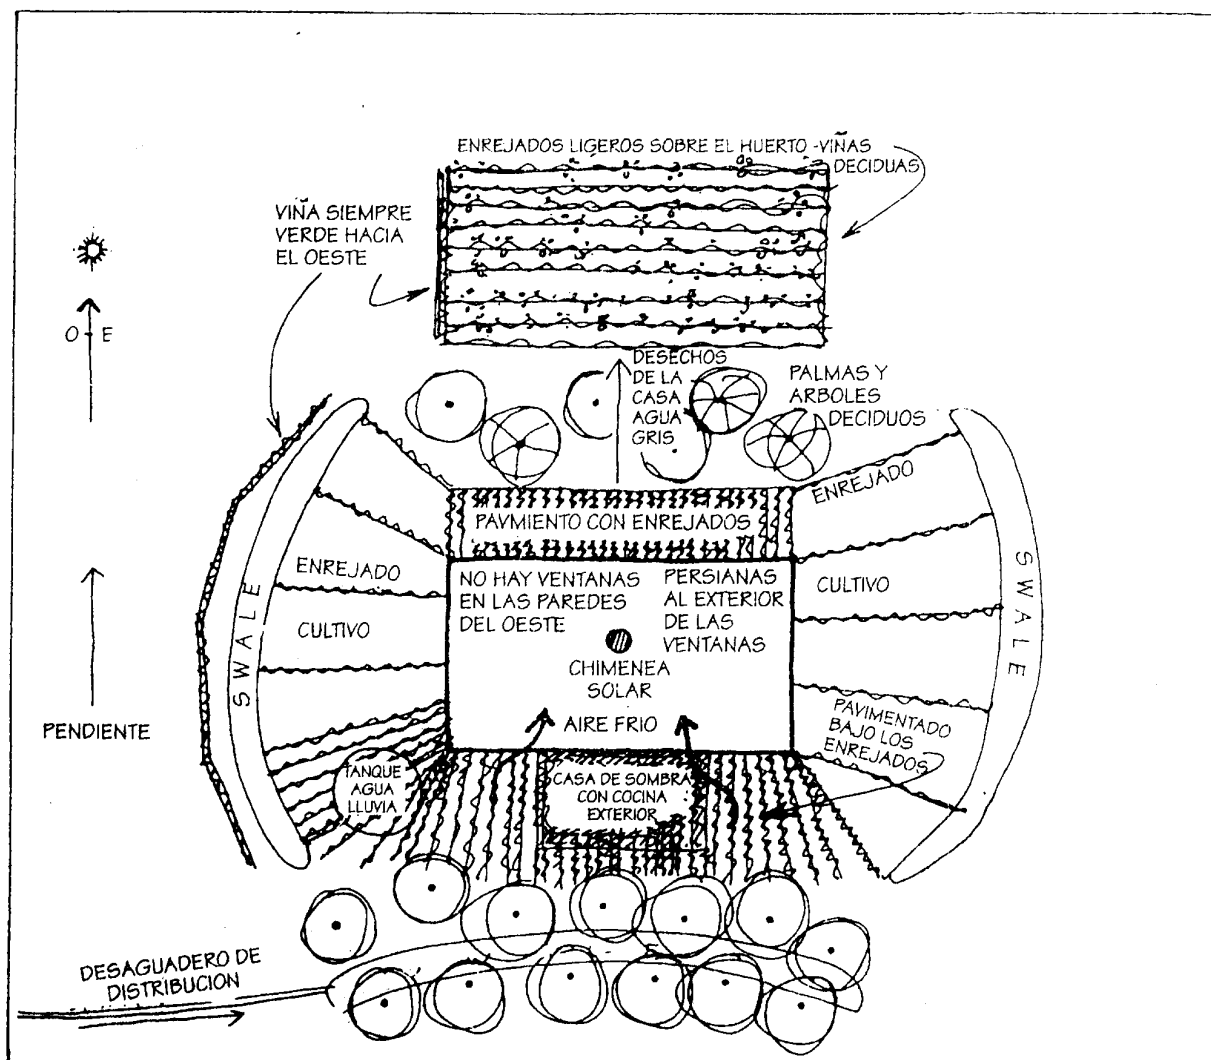 ENREJADOS LIGEROS SOBRE EL HUERTO -VIÑAS
DECIDUAS
VIÑA SIEMPRE
VERDE HACIA
EL OESTE
O E
DESECHOS
DE LA
CASA
AGUA
GRIS
PALMAS Y
ARBOLES
DECIDUOS
ENREJADO
PAVMIENTO CON ENREJADOS
ENREJADO
CULTIVO
SWALE
NO HAY VENTANAS
EN LAS PAREDES
DEL OESTE
PERSIANAS
AL EXTERIOR
DE LAS
VENTANAS
CHIMENEA
SOLAR
AIRE FRIO
CULTIVO
SWALE
PENDIENTE
PAVIMENTADO
BAJO LOS
ENREJADOS
TANQUE
AGUA
LLUVIA
CASA DE SOMBRA
CON COCINA
EXTERIOR
DESAGUADERO DE
DISTRIBUCION